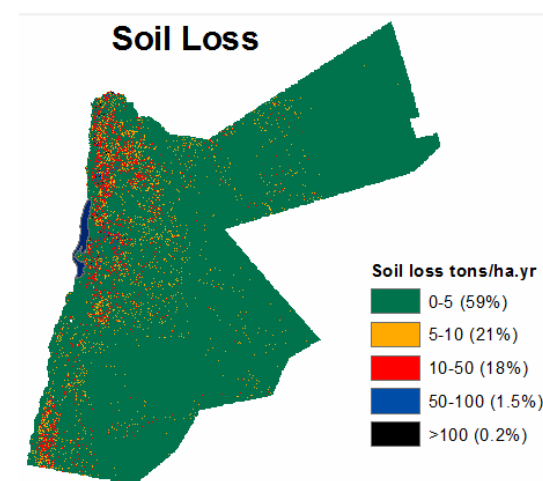 Soil Loss
Soil loss tons/ha.yr
0-5 (59%)
5-10 (21%)
10-50 (18%)
50-100 (1.5%)
>100 (0.2%)